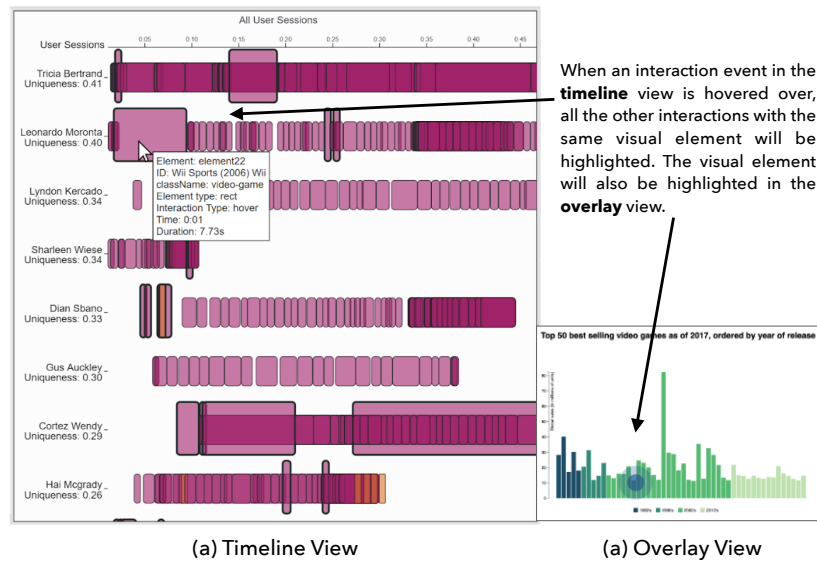 All User Sessions
User Sessions
0:05
0:10
0:15
0:20
0:25
0:30
0:35
0:40
0:45
Tricia Bertrand
Uniqueness: 0.41
Leonardo Moronta
Uniqueness: 0.40
Element: element22
ID: Wii Sports (2006) Wii
className: video-game
Element type: rect
Interaction Type: hover
Time: 0:01
Duration: 7.73s
Lyndon Kercado
Uniqueness: 0.34
Sharleen Wiese
Uniqueness: 0.34
Dian Sbano
Uniqueness: 0.33
Gus Auckley
Uniqueness: 0.30
Cortez Wendy
Uniqueness: 0.29
Hai Mcgrady
Uniqueness: 0.26
When an interaction event in the
timeline view is hovered over,
all the other interactions with the
same visual element will be
highlighted. The visual element
will also be highlighted in the
overlay view.
Top 50 best selling video games as of 2017, ordered by year of release
(a) Timeline View
(a) Overlay View